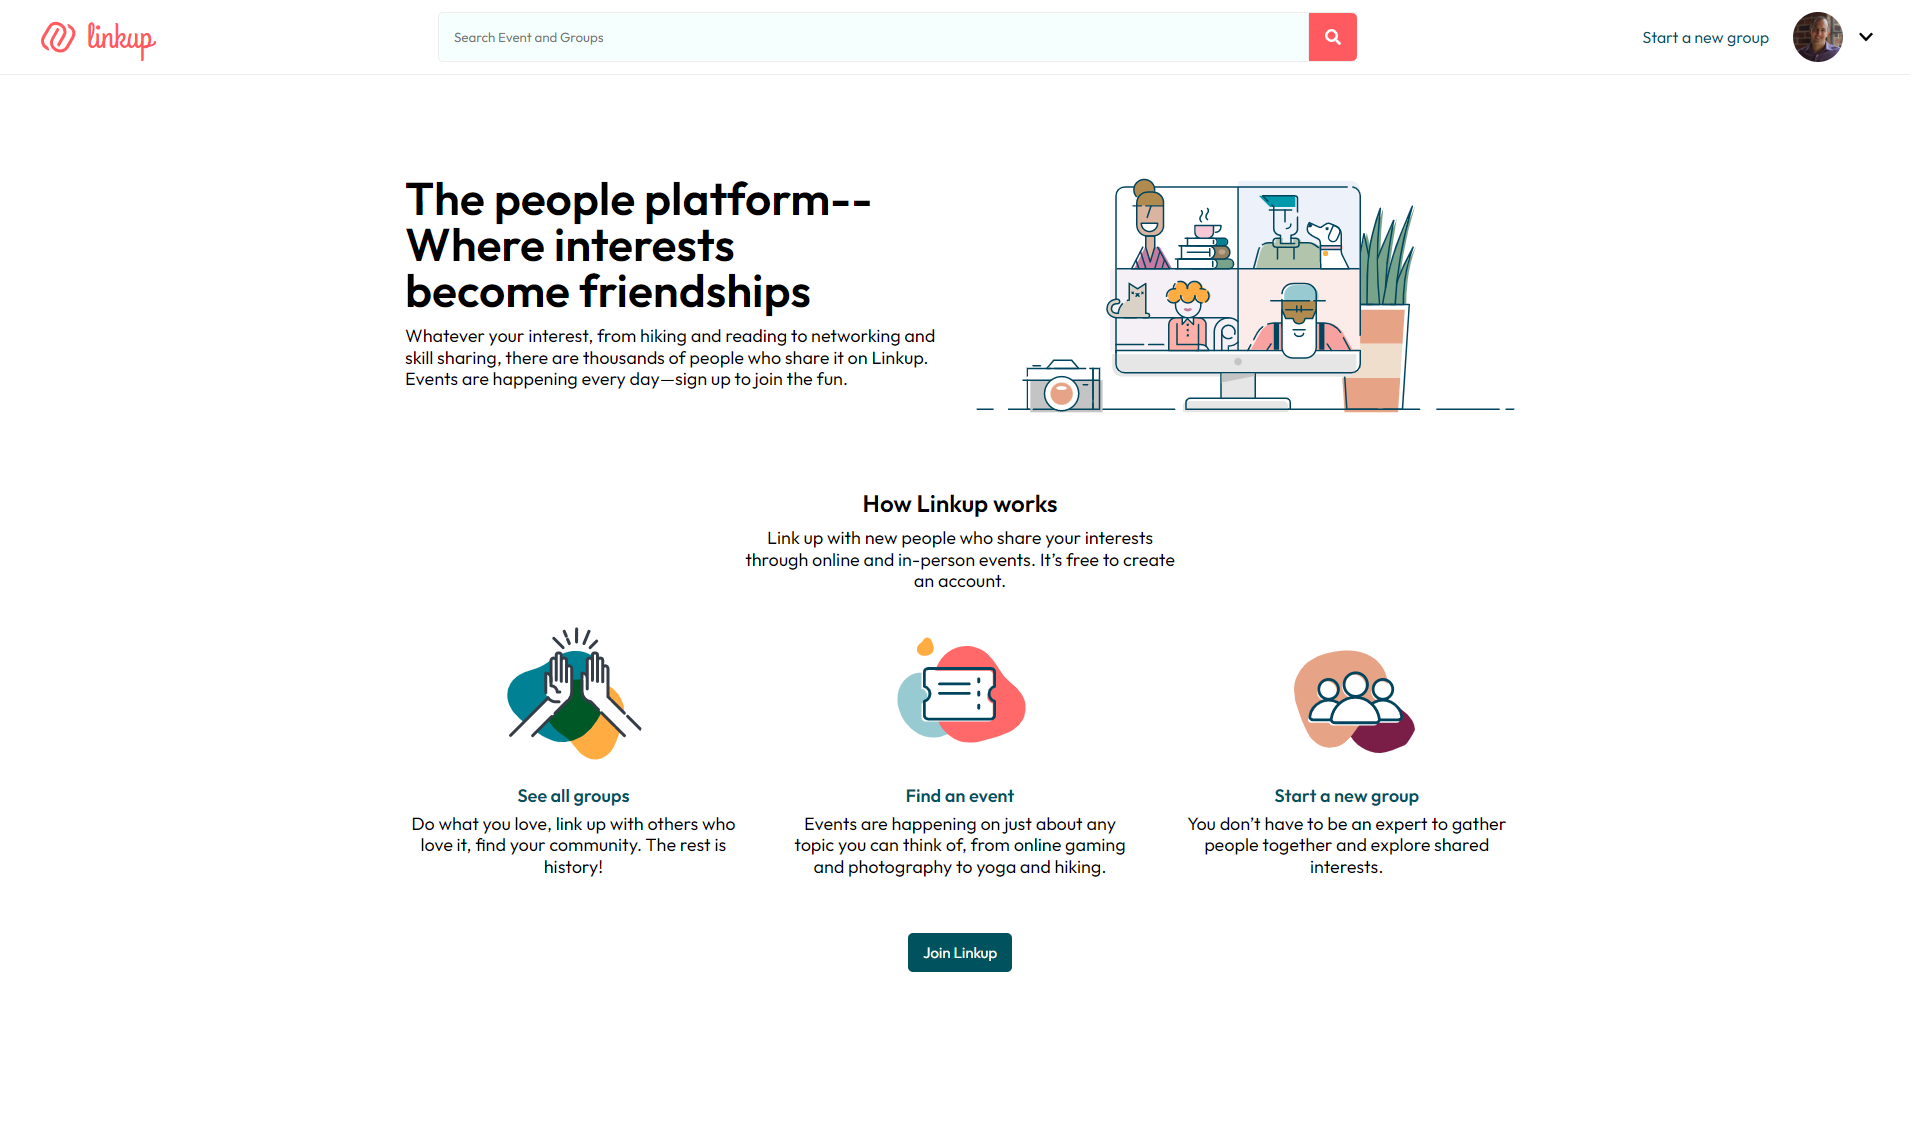 linkup
Search Event and Groups
Start a new group
The people platform--
Where interests
become friendships
Whatever your interest, from hiking and reading to networking and
skill sharing, there are thousands of people who share it on Linkup.
Events are happening every day—sign up to join the fun.
How Linkup works
Link up with new people who share your interests
through online and in-person events. It’s free to create
an account.
See all groups
Do what you love, link up with others who
love it, find your community. The rest is
history!
Find an event
Events are happening on just about any
topic you can think of, from online gaming
and photography to yoga and hiking.
Start a new group
You don’t have to be an expert to gather
people together and explore shared
interests.
Join Linkup